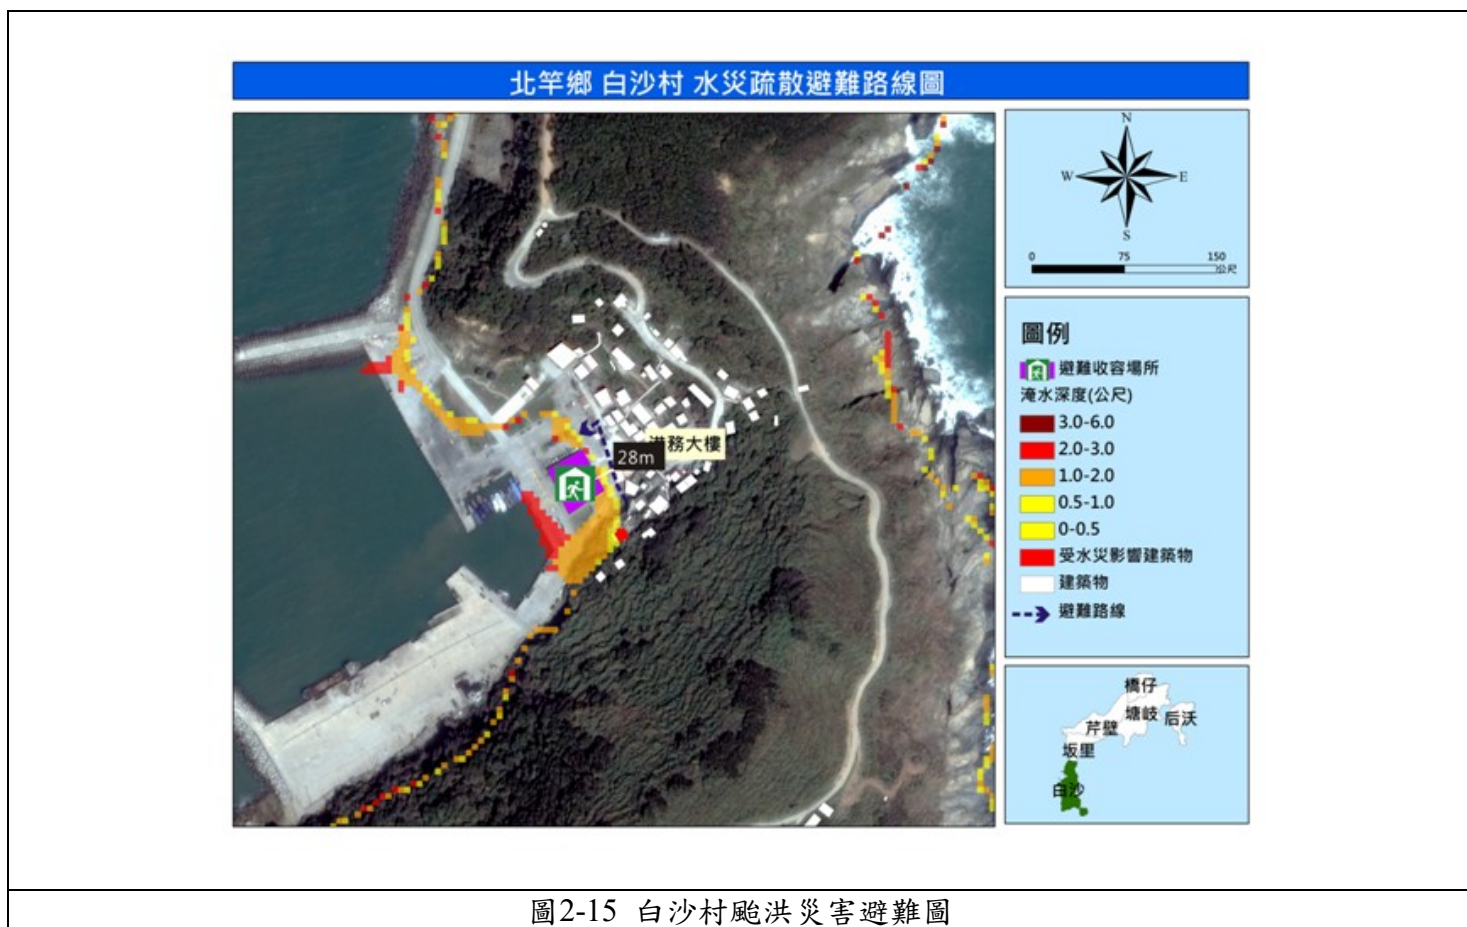 北竿鄉 白沙村 水災疏散避難路線圖
N
W
E
S
0
75
150
公尺
圖例
避難收容場所
淹水深度(公尺)
3.0-6.0
2.0-3.0
1.0-2.0
0.5-1.0
0-0.5
受水災影響建築物
建築物
避難路線
港務大樓
28m
橋仔
塘岐
后沃
芹壁
坂里
白沙
圖2-15 白沙村颱洪災害避難圖